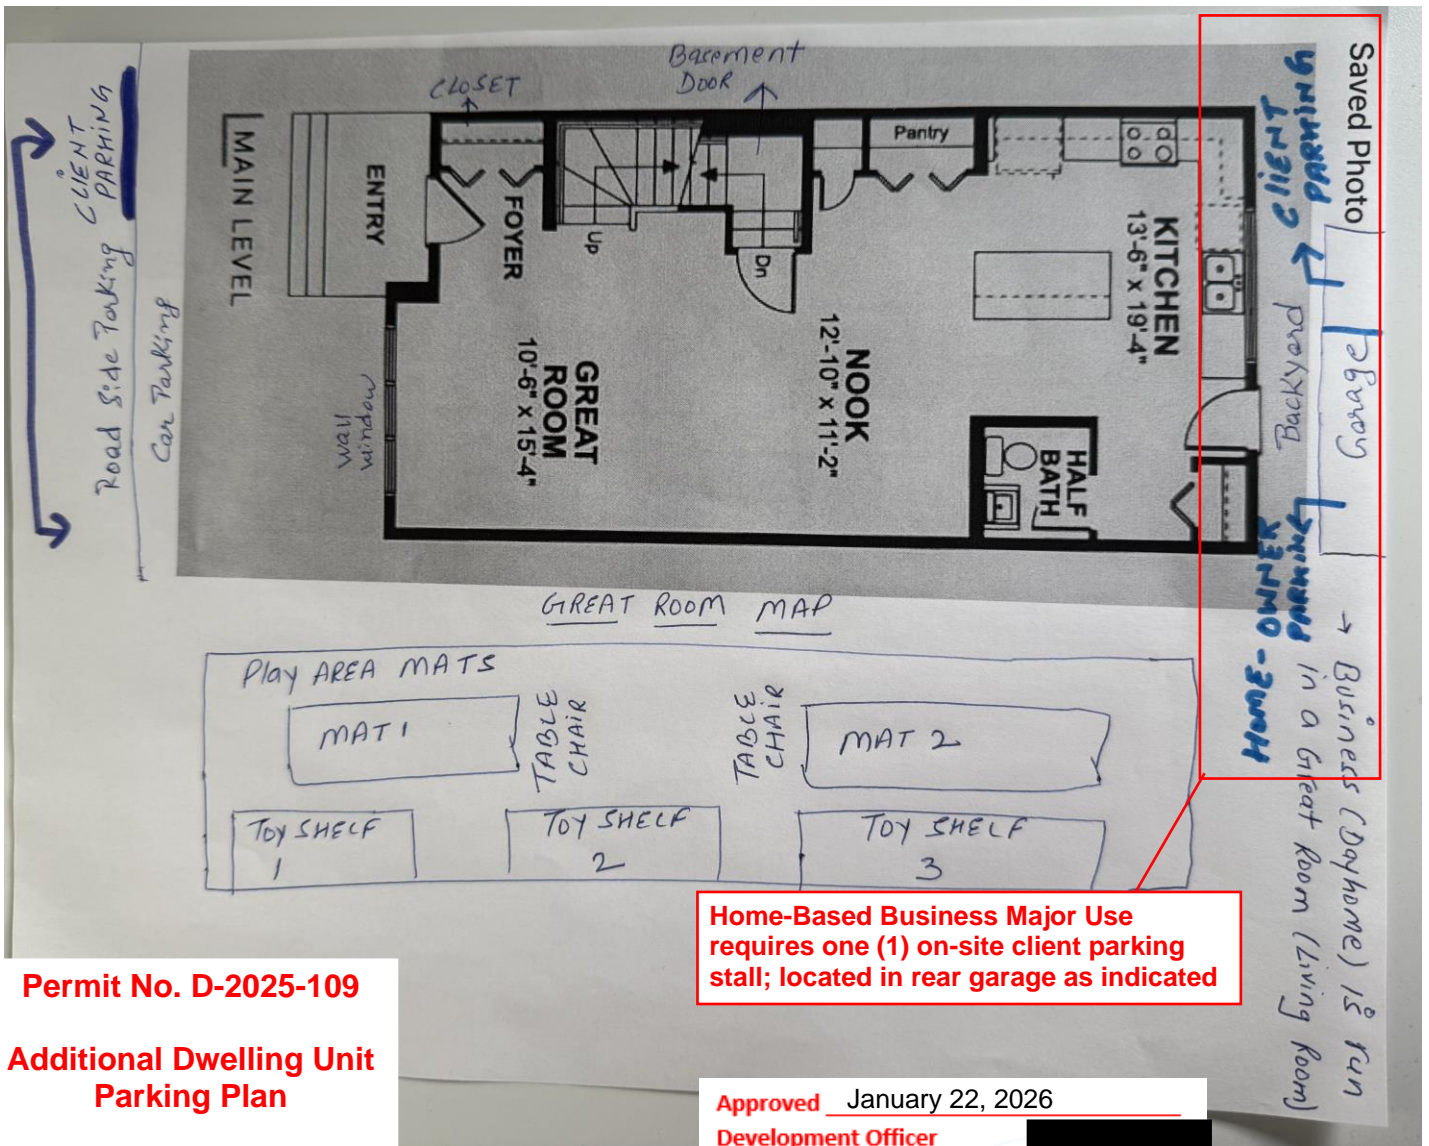 Saved Photo
CLIENT
PARKING
Garage
Backyard
HOME-OWNER
PARKING
Basement
DOOR
CLOSET
Pantry
KITCHEN
13'-6" x 19'-4"
NOOK
12'-10" x 11'-2"
HALF
BATH
Dn
Up
GREAT
ROOM
10'-6" x 15'-4"
FOYER
ENTRY
MAIN LEVEL
Wall
window
Car Parking
Road Side Parking
CLIENT
PARKING
→ Business (Dayhome) is run
in a Great Room (Living Room)
GREAT ROOM MAP
Play AREA MATS
MAT 1
TABLE
CHAIR
TABLE
CHAIR
MAT 2
TOY SHELF
1
TOY SHELF
2
TOY SHELF
3
Home-Based Business Major Use
requires one (1) on-site client parking
stall; located in rear garage as indicated
Permit No. D-2025-109
Additional Dwelling Unit
Parking Plan
Approved January 22, 2026
Development Officer